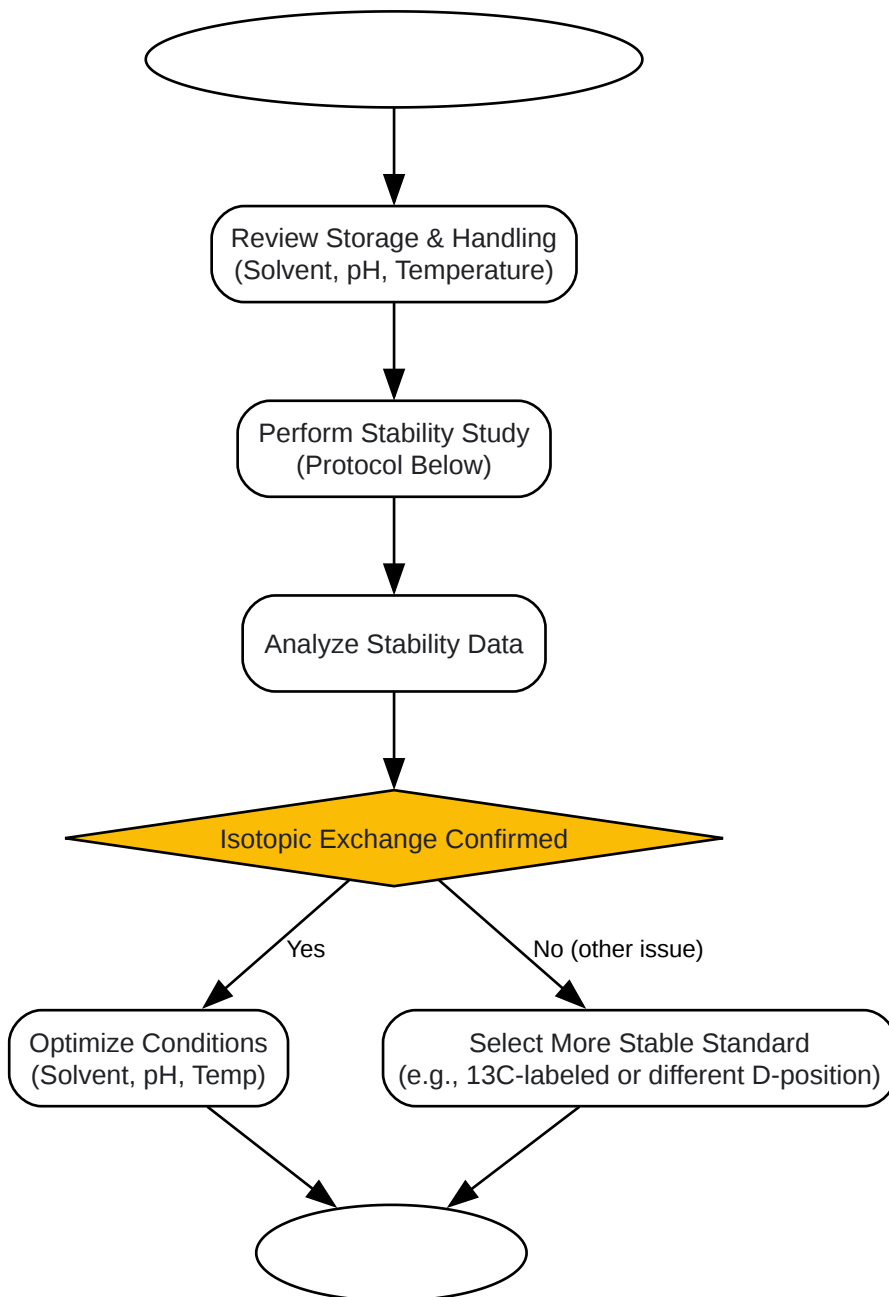 Review Storage & Handling
(Solvent, pH, Temperature)
Perform Stability Study
(Protocol Below)
Analyze Stability Data
Isotopic Exchange Confirmed
Yes
No (other issue)
Optimize Conditions
(Solvent, pH, Temp)
Select More Stable Standard
(e.g., 13C-labeled or different D-position)